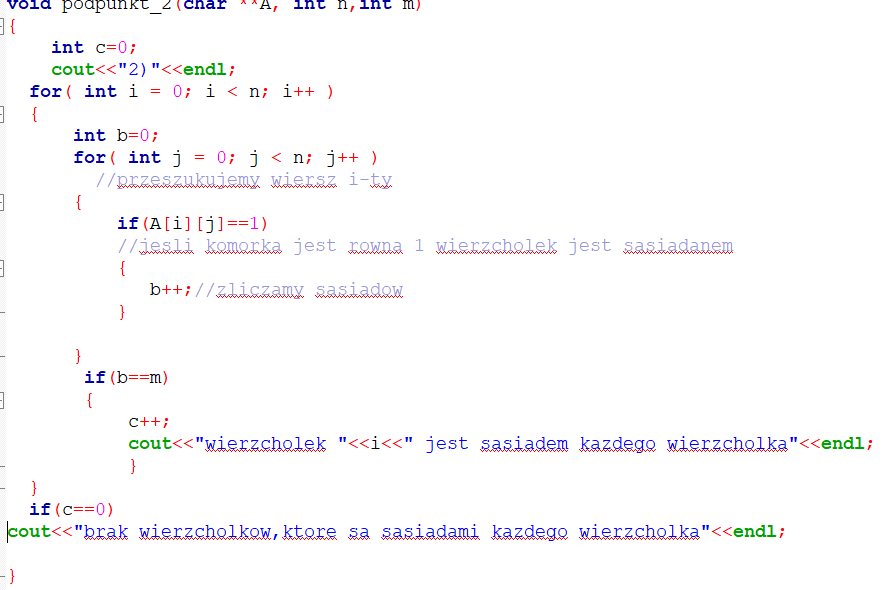 void podpunkt_2(char **A, int n,int m)
{
int c=0;
cout<<"2)"<<endl;
for( int i = 0; i < n; i++ )
{
int b=0;
for( int j = 0; j < n; j++ )
//przeszukujemy wiersz i-ty
{
if(A[i][j]==1)
//jesli komorka jest rowna 1 wierzcholek jest sasiadanem
{
b++;//zliczamy sasiadow
}
}
if(b==m)
{
c++;
cout<<"wierzcholek "<<i<<" jest sasiadem kazdego wierzcholka"<<endl;
}
}
if(c==0)
cout<<"brak wierzcholkow,ktore sa sasiadami kazdego wierzcholka"<<endl;
}